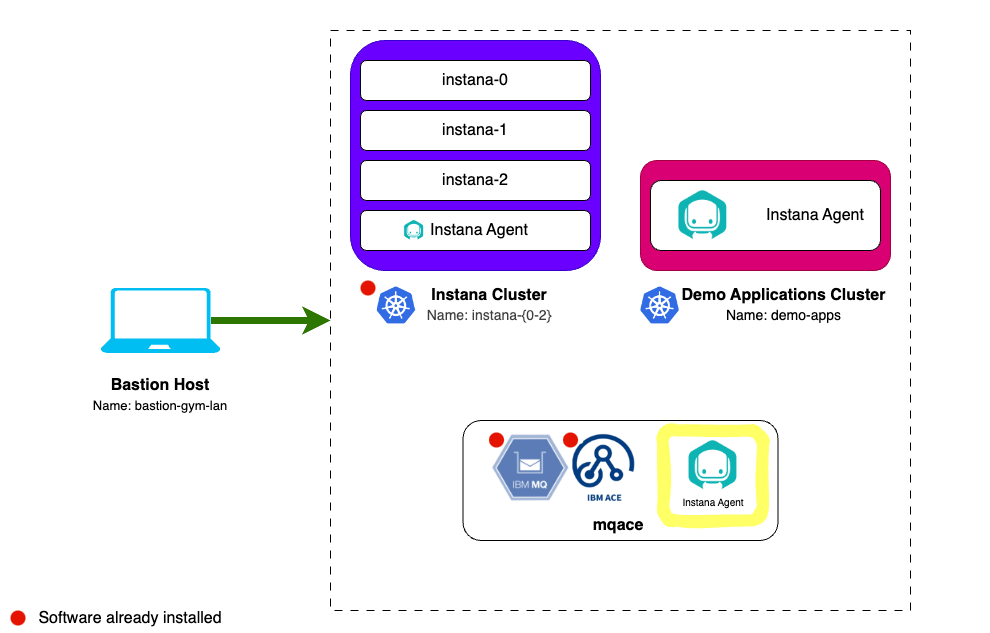 instana-0
instana-1
instana-2
Instana Agent
Instana Agent
Instana Cluster
Name: instana-{0-2}
Demo Applications Cluster
Name: demo-apps
Bastion Host
Name: bastion-gym-lan
IBM MQ
IBM ACE
Instana Agent
mqace
Software already installed